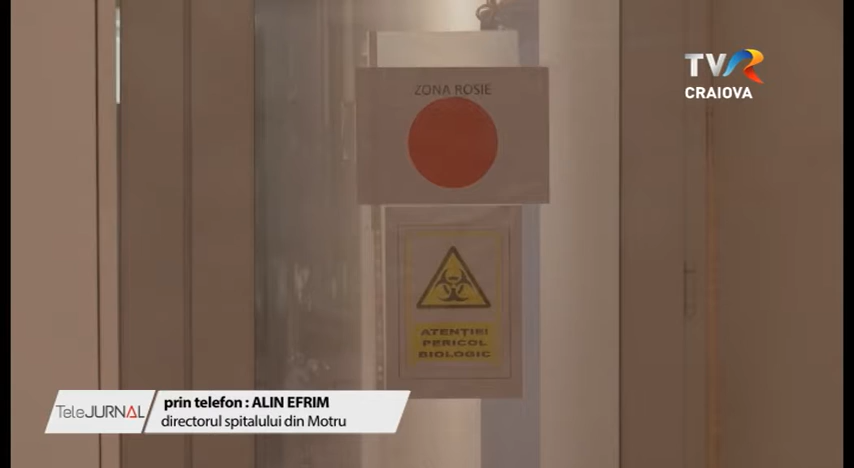 TVR
CRAIOVA
ZONA ROSIE
ATENȚIE!
PERICOL
BIOLOGIC
TeleJURNAL
prin telefon : ALIN EFRIM
directorul spitalului din Motru